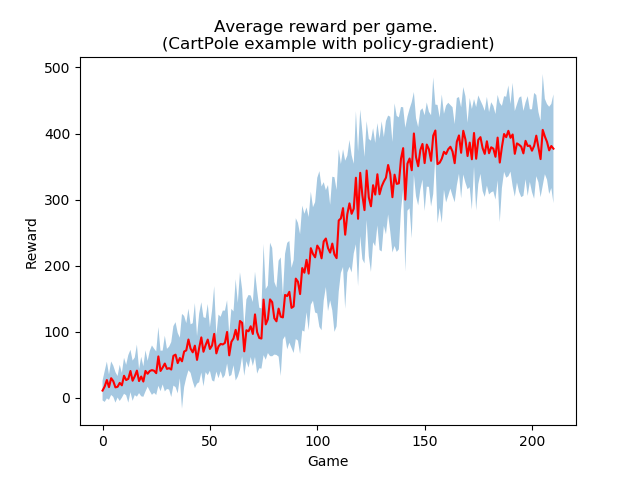 Average reward per game.
(CartPole example with policy-gradient)
500
400
300
200
100
0
Reward
0 50 100 150 200
Game